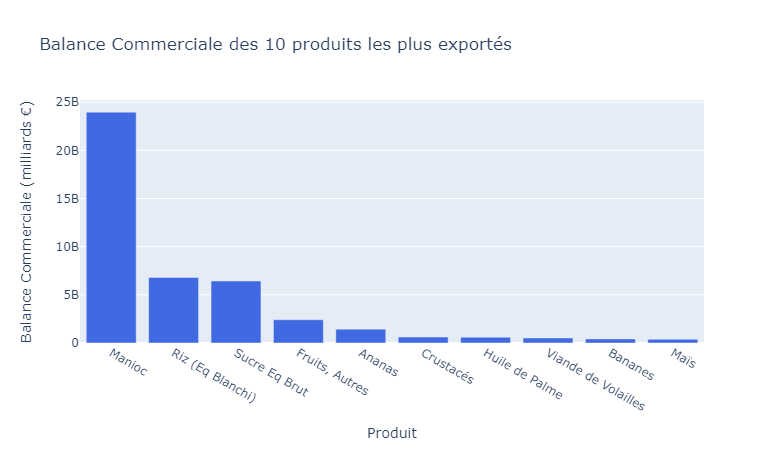 Balance Commerciale des 10 produits les plus exportés
Balance Commerciale (milliards €)
25B
20B
15B
10B
5B
0
Manioc
Riz (Eq Blanchi)
Sucre Eq Brut
Fruits, Autres
Ananas
Crustacés
Huile de Palme
Viande de Volailles
Bananes
Maïs
Produit